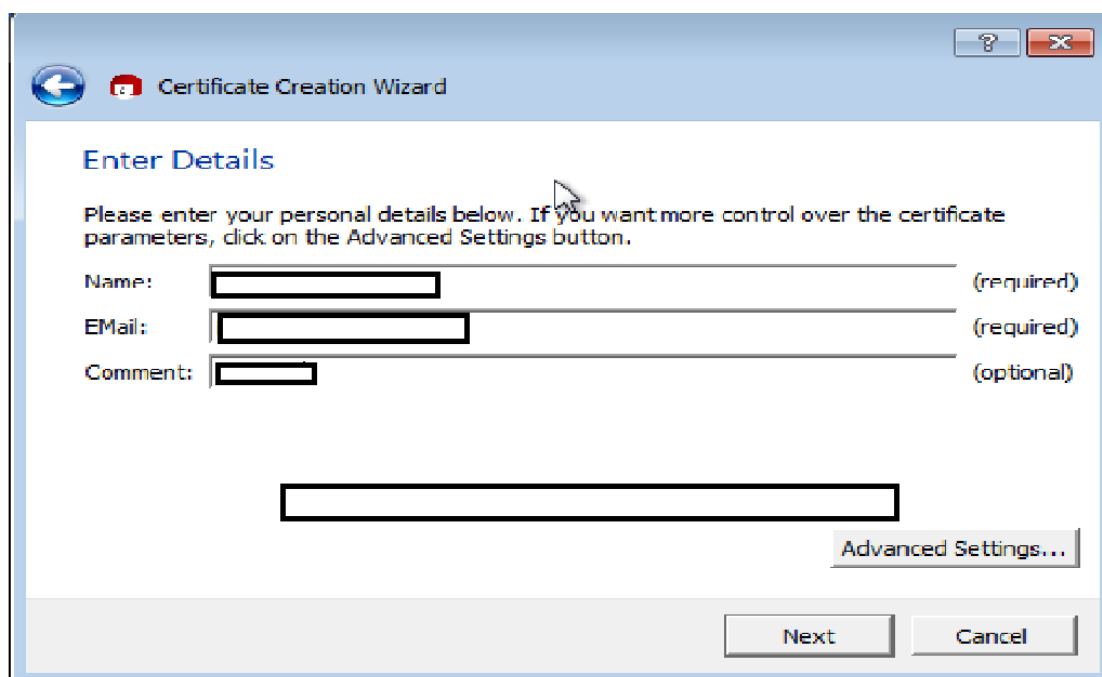 ?
Certificate Creation Wizard
Enter Details
Please enter your personal details below. If you want more control over the certificate
parameters, click on the Advanced Settings button.
Name: (required)
EMail: (required)
Comment: (optional)
Advanced Settings...
Next Cancel